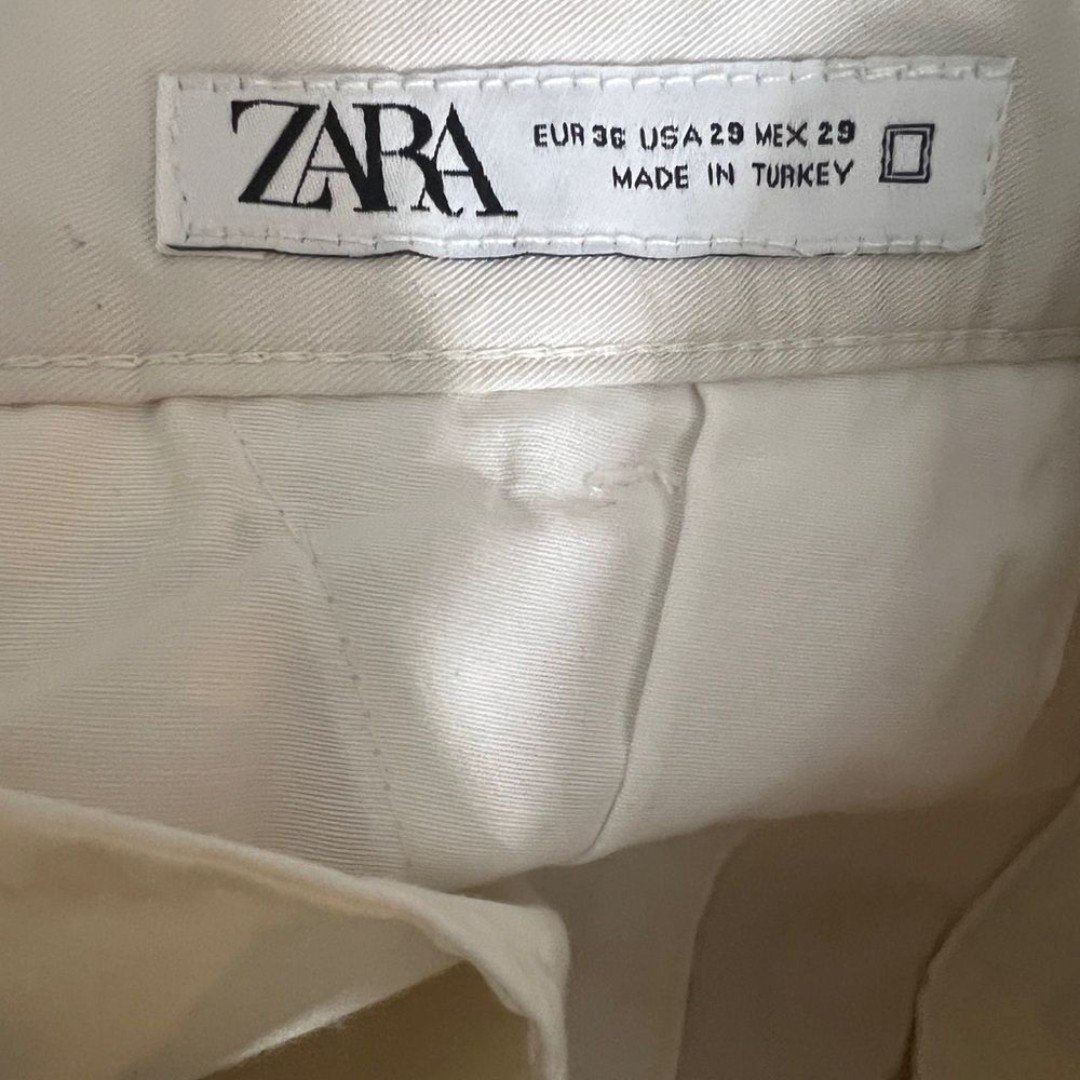 ZARA
EUR 36 USA 29 MEX 29
MADE IN TURKEY